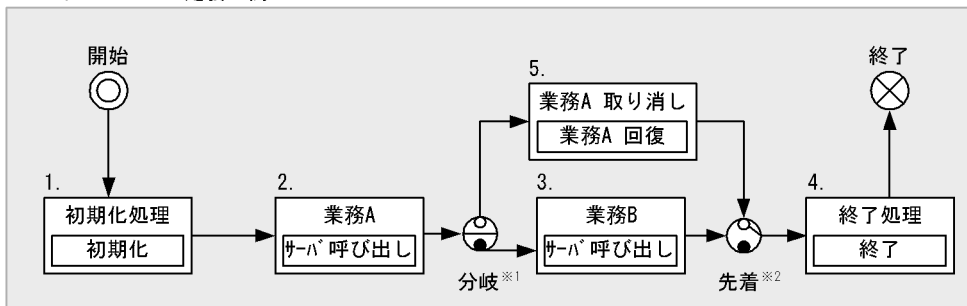 開始
終了
5.
業務A 取り消し
業務A 回復
1.
初期化処理
初期化
2.
業務A
ｻｰﾊﾞ呼び出し
3.
業務B
ｻｰﾊﾞ呼び出し
4.
終了処理
終了
分岐※1
先着※2